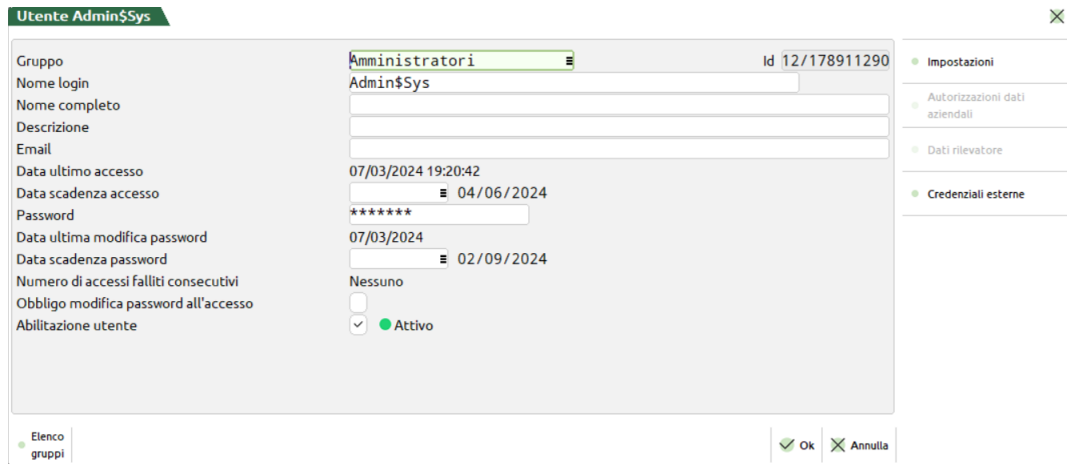 Utente Admin$Sys
Gruppo Amministratori Id 12/178911290
Nome login Admin$Sys
Nome completo
Descrizione
Email
Data ultimo accesso 07/03/2024 19:20:42
Data scadenza accesso 04/06/2024
Password *******
Data ultima modifica password 07/03/2024
Data scadenza password 02/09/2024
Numero di accessi falliti consecutivi Nessuno
Obbligo modifica password all'accesso
Abilitazione utente Attivo
Impostazioni
Autorizzazioni dati
aziendali
Dati rilevatore
Credenziali esterne
Elenco
gruppi
Ok Annulla